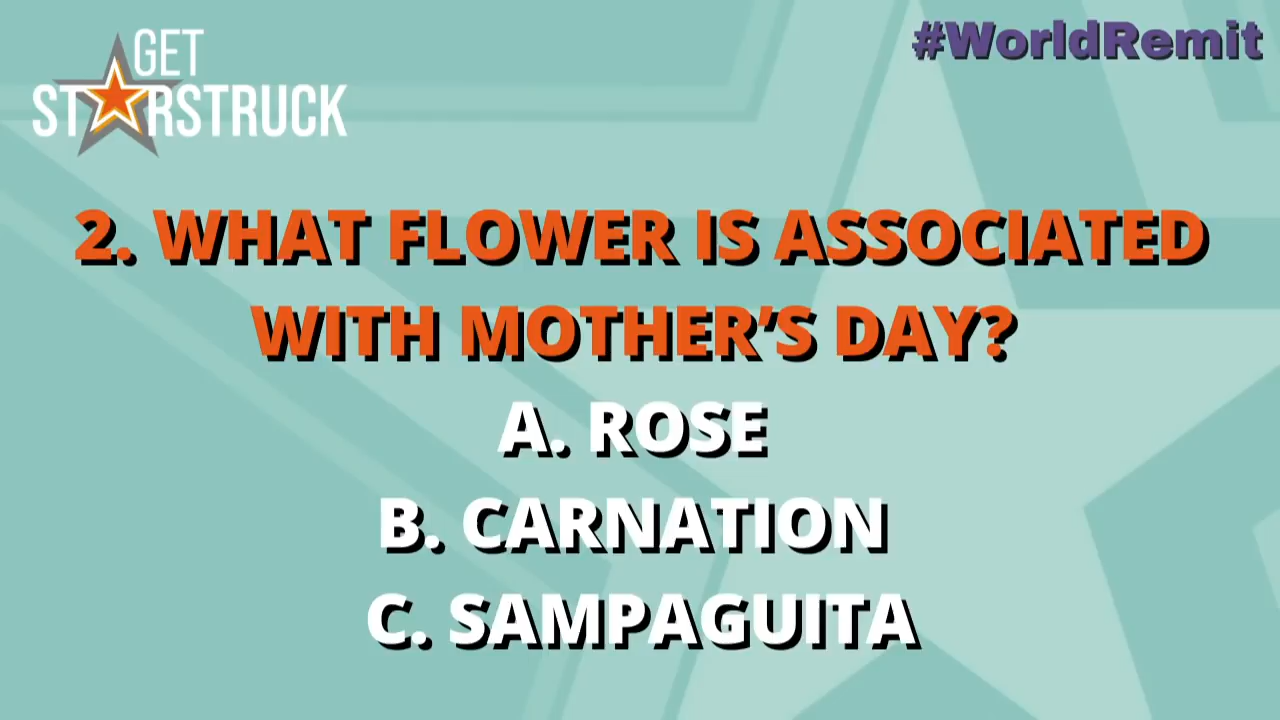 GET
STARSTRUCK
#WorldRemit
2. WHAT FLOWER IS ASSOCIATED
WITH MOTHER’S DAY?
A. ROSE
B. CARNATION
C. SAMPAGUITA